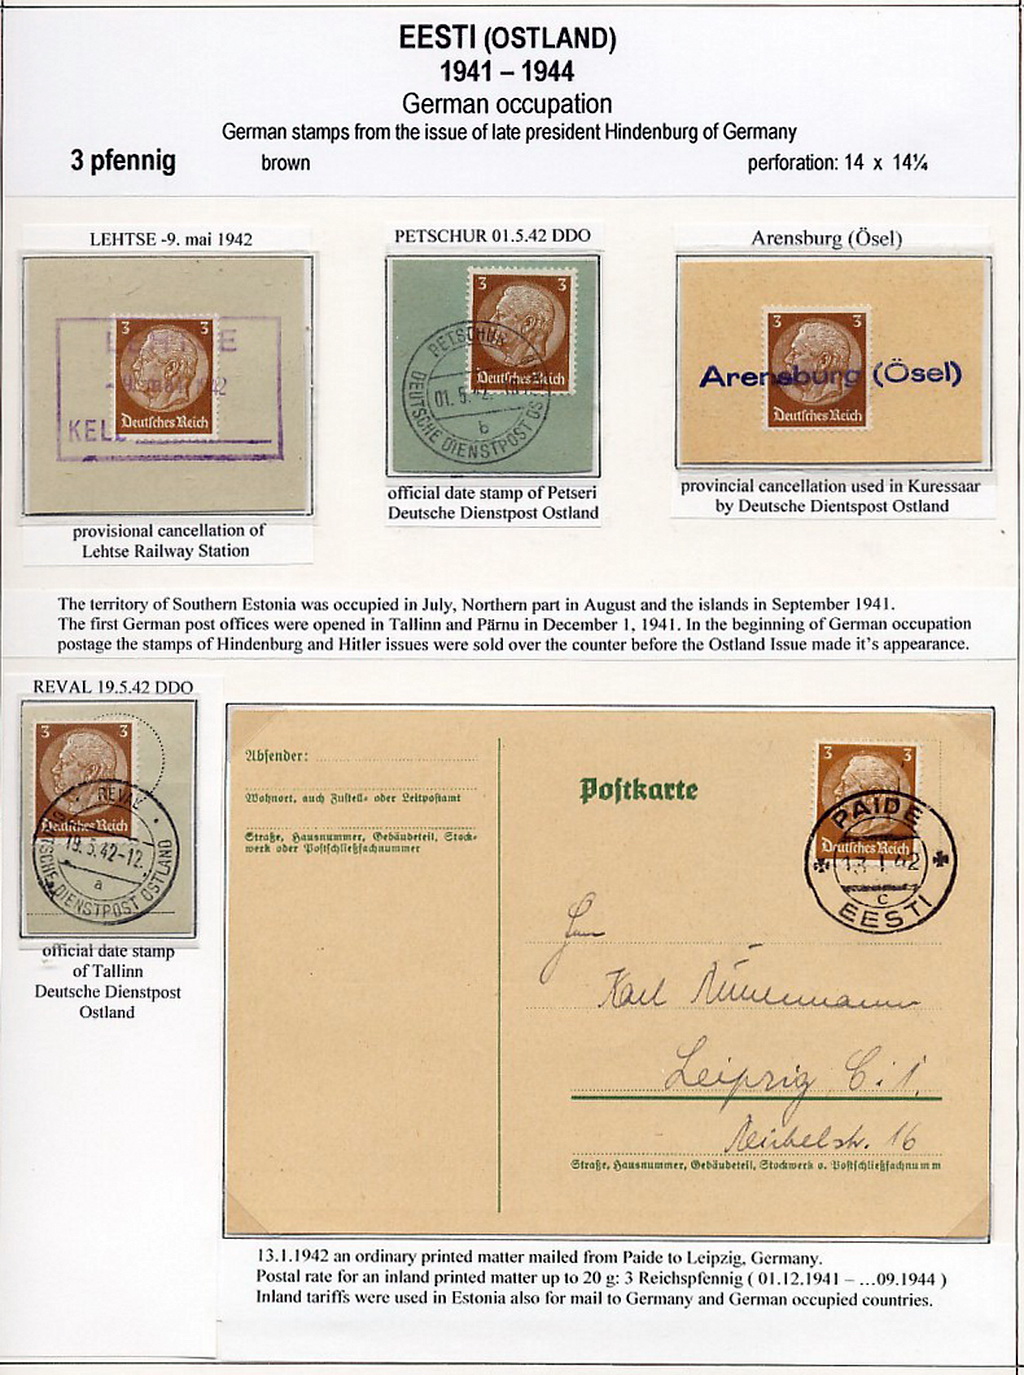 EESTI (OSTLAND)
1941 – 1944
German occupation
German stamps from the issue of late president Hindenburg of Germany
3 pfennig brown perforation: 14 x 14¼
LEHTSE -9. mai 1942
3 3
Deutsches Reich
provisional cancellation of
Lehtse Railway Station
PETSCHUR 01.5.42 DDO
3 3
Deutsches Reich
PETSCHUR
01. 5. 42
b
DEUTSCHE DIENSTPOST
official date stamp of Petseri
Deutsche Dienstpost Ostland
Arensburg (Ösel)
3 3
Arensburg (Ösel)
Deutsches Reich
provincial cancellation used in Kuressaar
by Deutsche Dientspost Ostland
The territory of Southern Estonia was occupied in July, Northern part in August and the islands in September 1941.
The first German post offices were opened in Tallinn and Pärnu in December 1, 1941. In the beginning of German occupation
postage the stamps of Hindenburg and Hitler issues were sold over the counter before the Ostland Issue made it's appearance.
REVAL 19.5.42 DDO
3 3
Deutsches Reich
REVAL
19.5.42-12.
a
DEUTSCHE DIENSTPOST OSTLAND
official date stamp
of Tallinn
Deutsche Dienstpost
Ostland
Absender:
Wohnort, auch Zustell- oder Leitpostamt
Straße, Hausnummer, Gebäudeteil, Stock-
werk oder Postschließfachnummer
Postkarte
3 3
Deutsches Reich
PAIDE
13 1 42
C
EESTI
Karl
Leipzig C. 1.
16
Straße, Hausnummer, Gebäudeteil, Stockwerk o. Postschließfachnumm
13.1.1942 an ordinary printed matter mailed from Paide to Leipzig, Germany.
Postal rate for an inland printed matter up to 20 g: 3 Reichspfennig ( 01.12.1941 – ...09.1944 )
Inland tariffs were used in Estonia also for mail to Germany and German occupied countries.